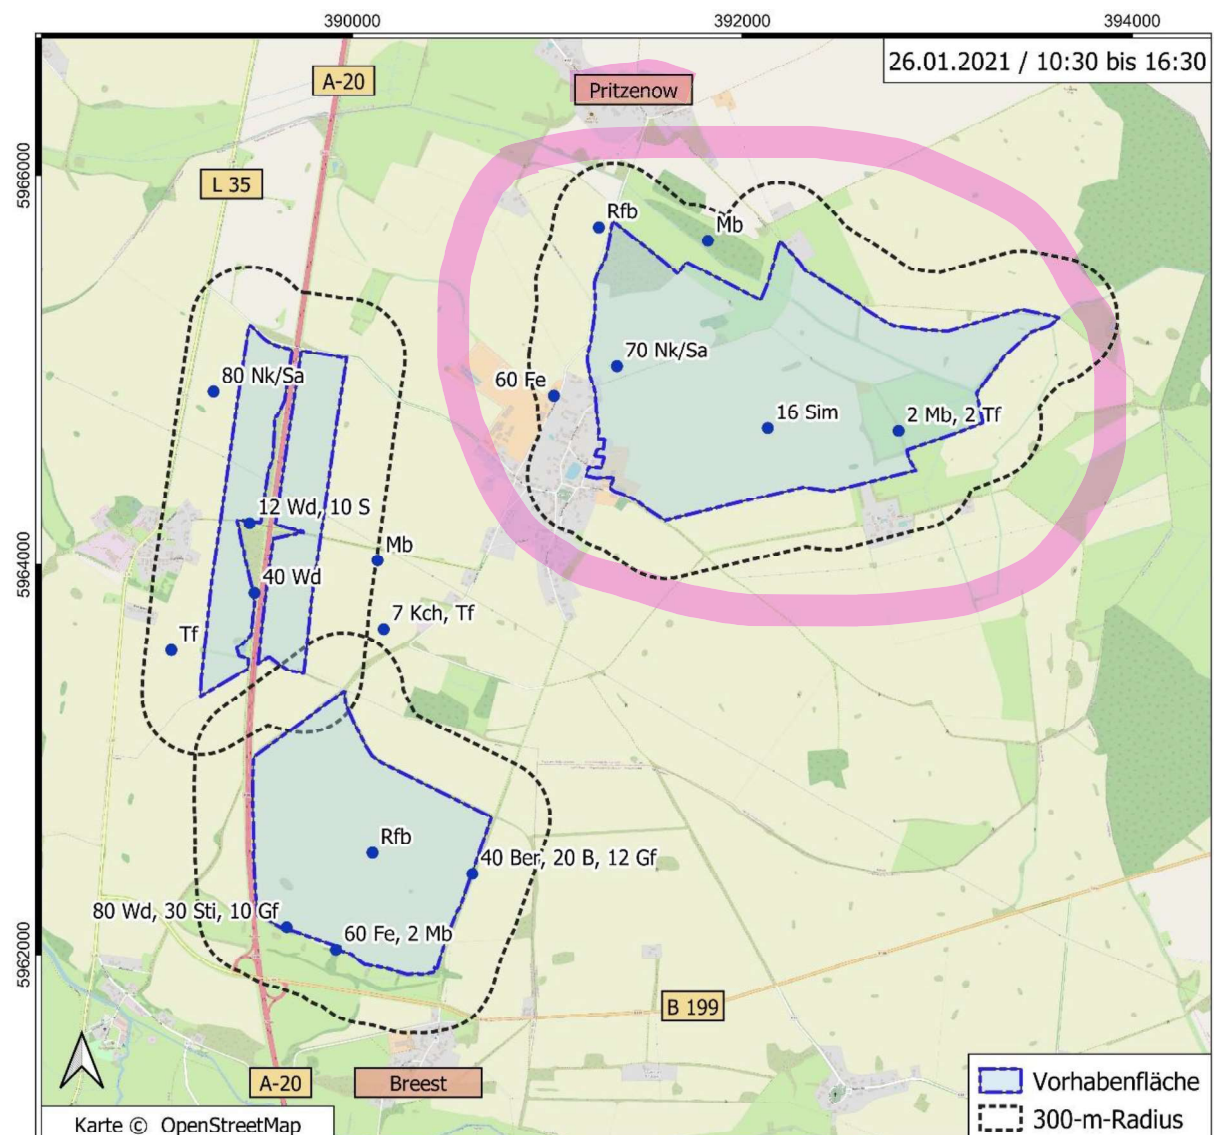 390000
392000
394000
26.01.2021 / 10:30 bis 16:30
A-20
Pritzenow
5966000
L 35
Rfb
Mb
70 Nk/Sa
80 Nk/Sa
60 Fe
16 Sim
2 Mb, 2 Tf
12 Wd, 10 S
Mb
5964000
40 Wd
7 Kch, Tf
Tf
Rfb
40 Ber, 20 B, 12 Gf
80 Wd, 30 Sti, 10 Gf
60 Fe, 2 Mb
5962000
B 199
A-20
Breest
Vorhabenfläche
300-m-Radius
Karte © OpenStreetMap